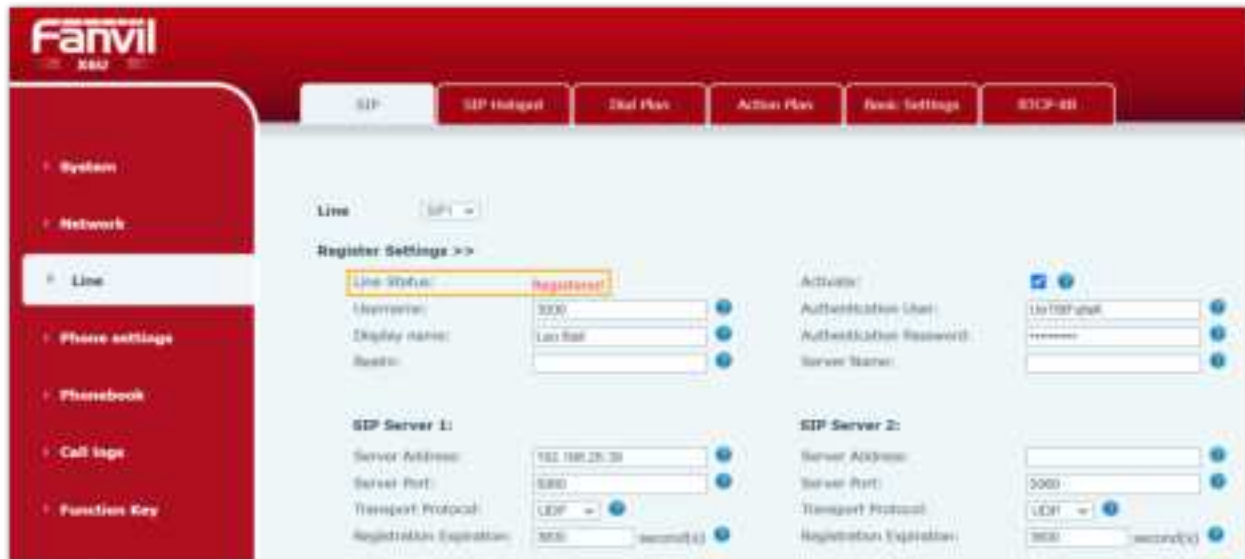 Fanvil
X6U
SIP
SIP Hotspot
Dial Plan
Action Plan
Basic Settings
RTCP-XR
System
Network
Line
Phone settings
Phonebook
Call logs
Function Key
Line SIP1
Register Settings >>
Line Status: Registered
Activate:
Username:
Authentication User:
Display name:
Authentication Password:
Realm:
Server Name:
SIP Server 1:
SIP Server 2:
Server Address:
Server Address:
Server Port: 5060
Server Port: 5060
Transport Protocol: UDP
Transport Protocol: UDP
Registration Expiration: second(s)
Registration Expiration: second(s)